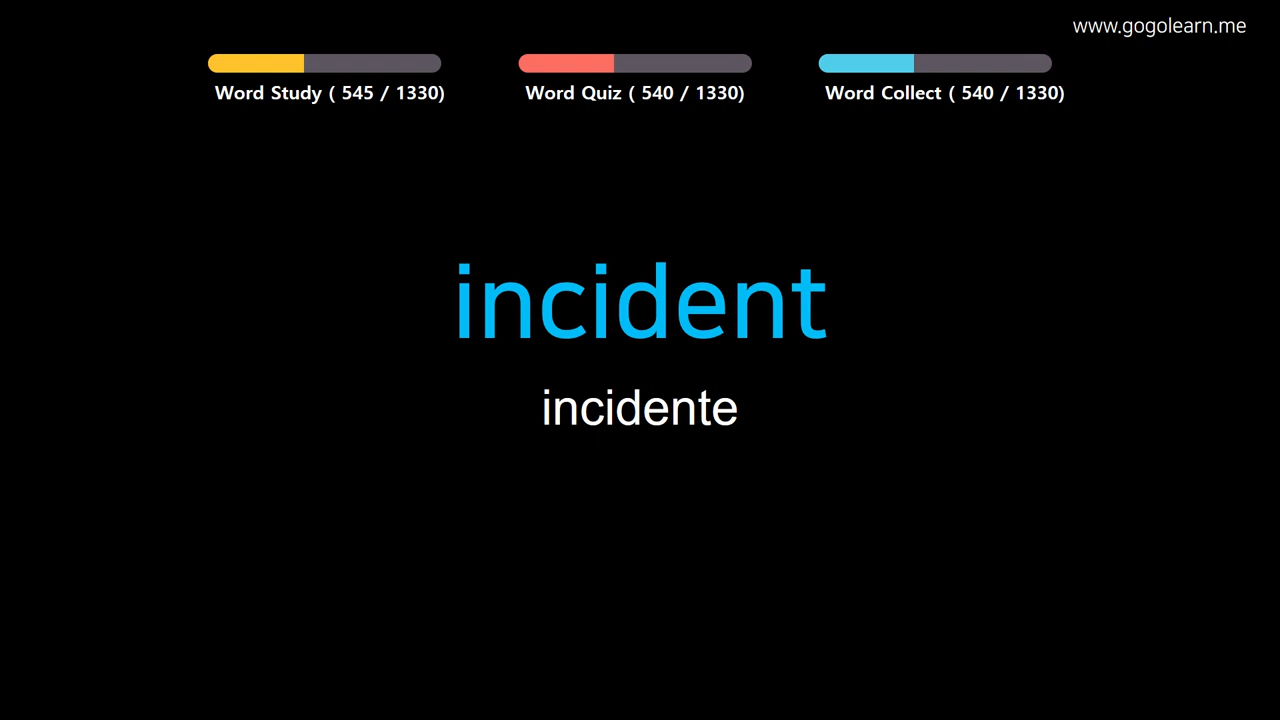 www.gogolearn.me
Word Study ( 545 / 1330)
Word Quiz ( 540 / 1330)
Word Collect ( 540 / 1330)
incident
incidente